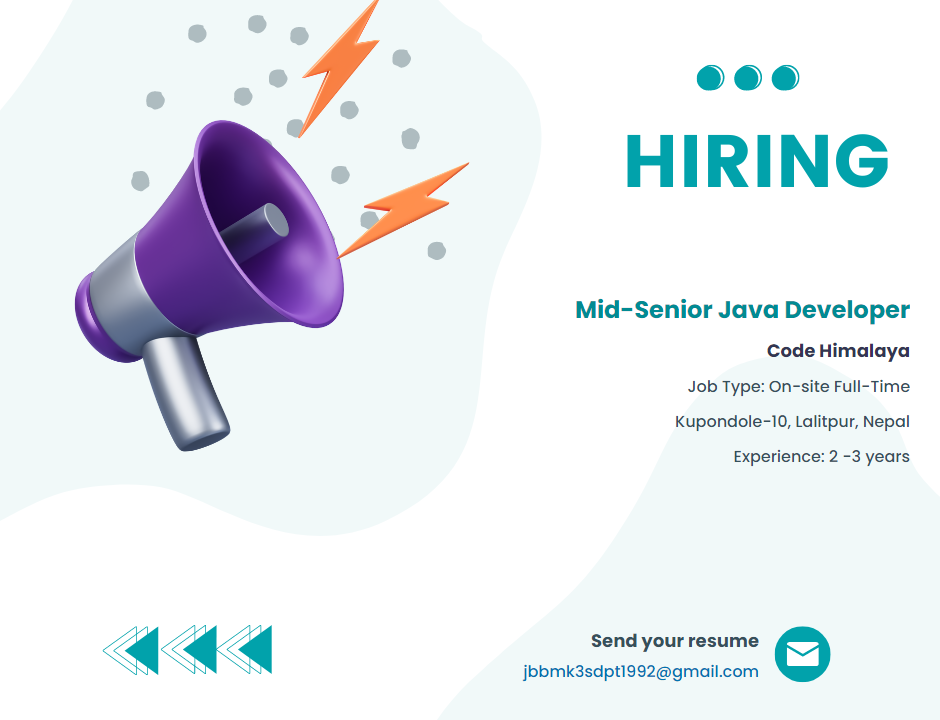 HIRING
Mid-Senior Java Developer
Code Himalaya
Job Type: On-site Full-Time
Kupondole-10, Lalitpur, Nepal
Experience: 2 -3 years
Send your resume
jbbmk3sdpt1992@gmail.com